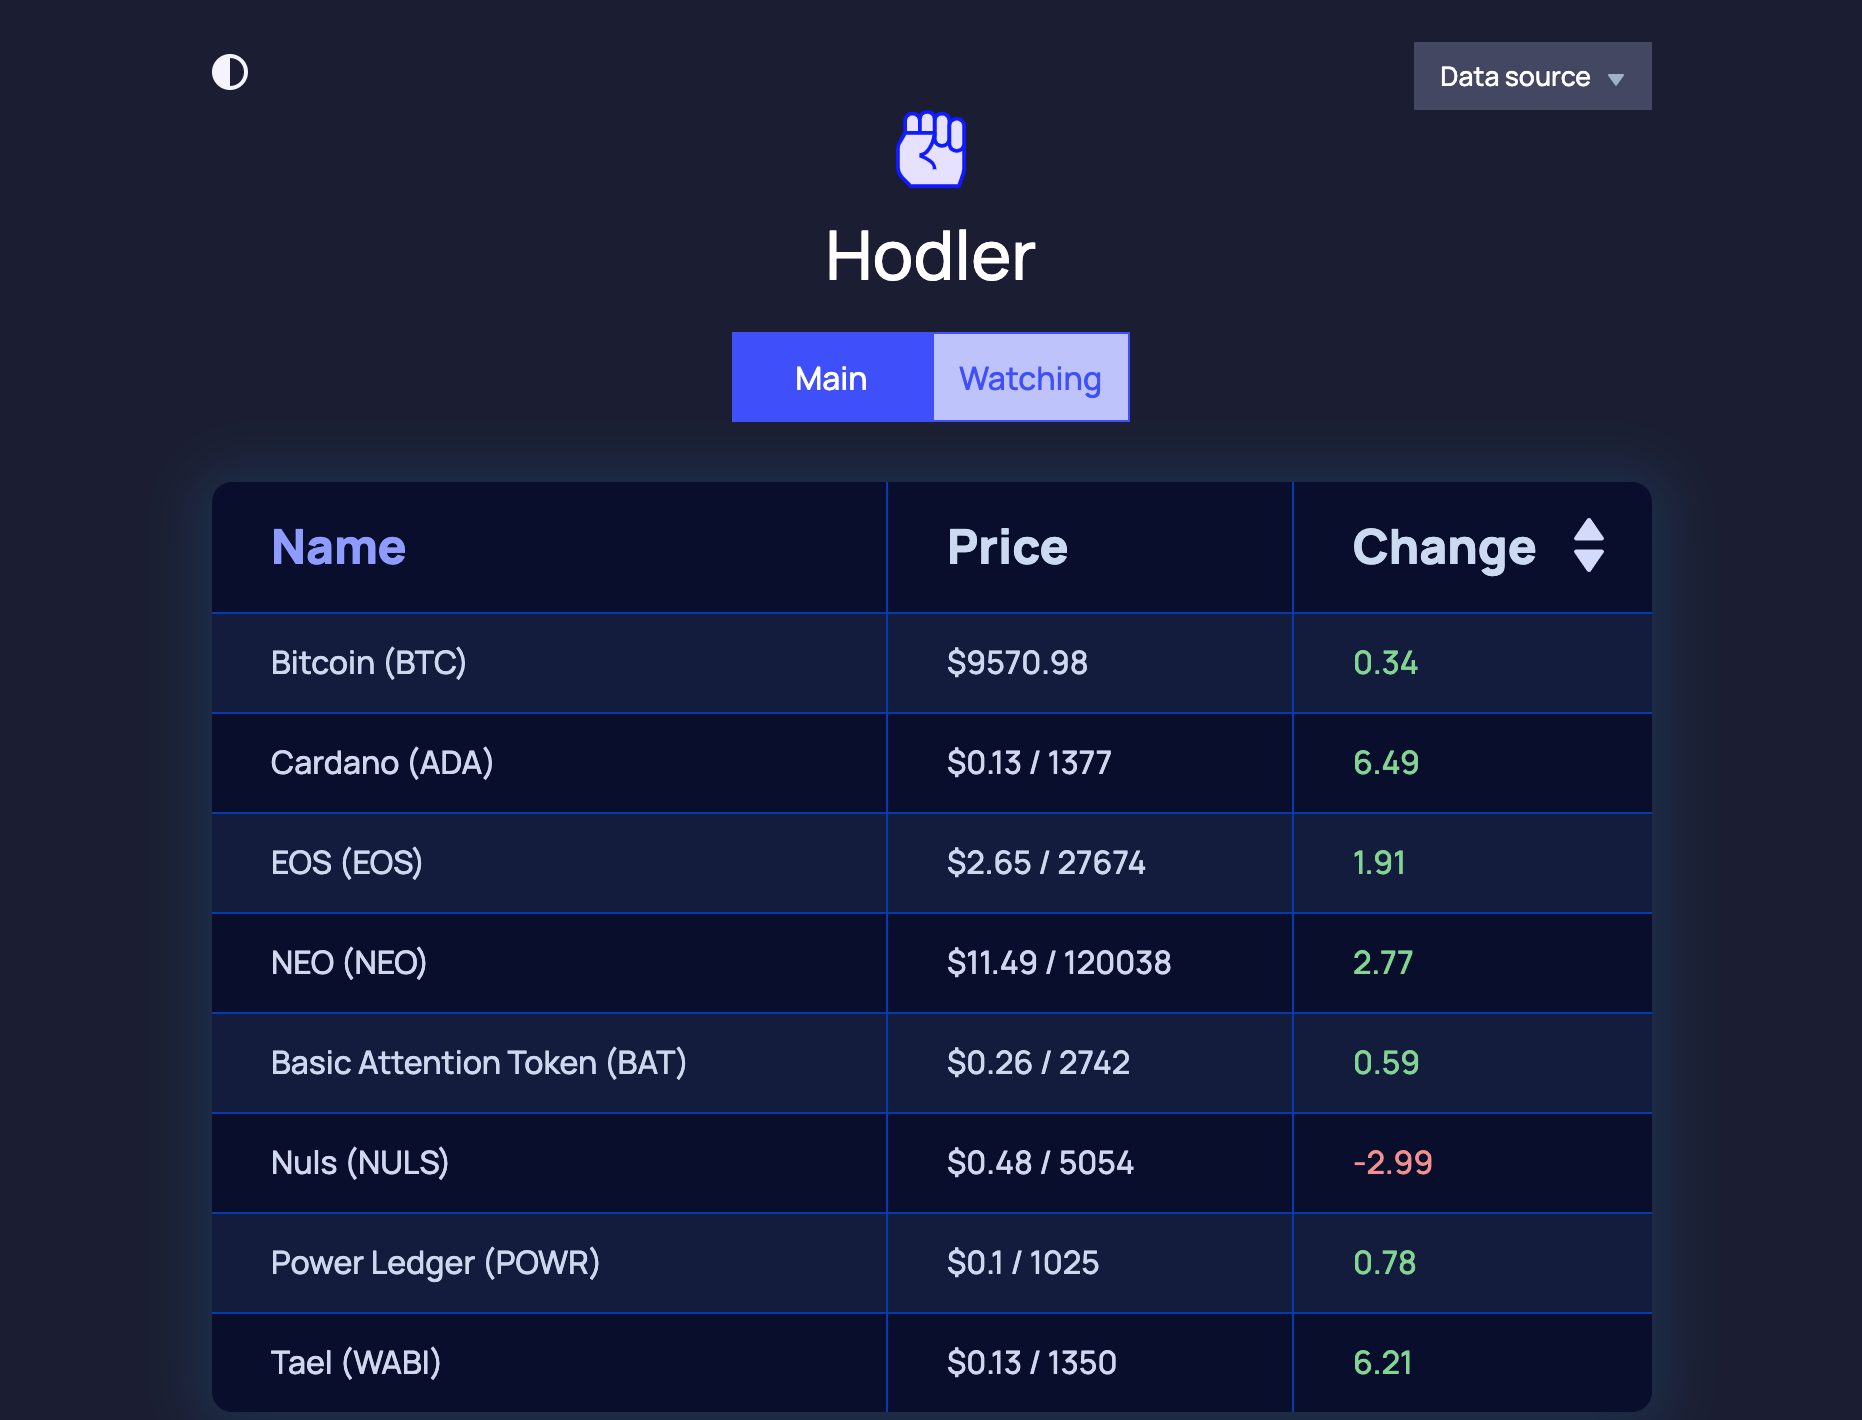 Data source
Hodler
Main Watching
Name Price Change
Bitcoin (BTC) $9570.98 0.34
Cardano (ADA) $0.13 / 1377 6.49
EOS (EOS) $2.65 / 27674 1.91
NEO (NEO) $11.49 / 120038 2.77
Basic Attention Token (BAT) $0.26 / 2742 0.59
Nuls (NULS) $0.48 / 5054 -2.99
Power Ledger (POWR) $0.1 / 1025 0.78
Tael (WABI) $0.13 / 1350 6.21